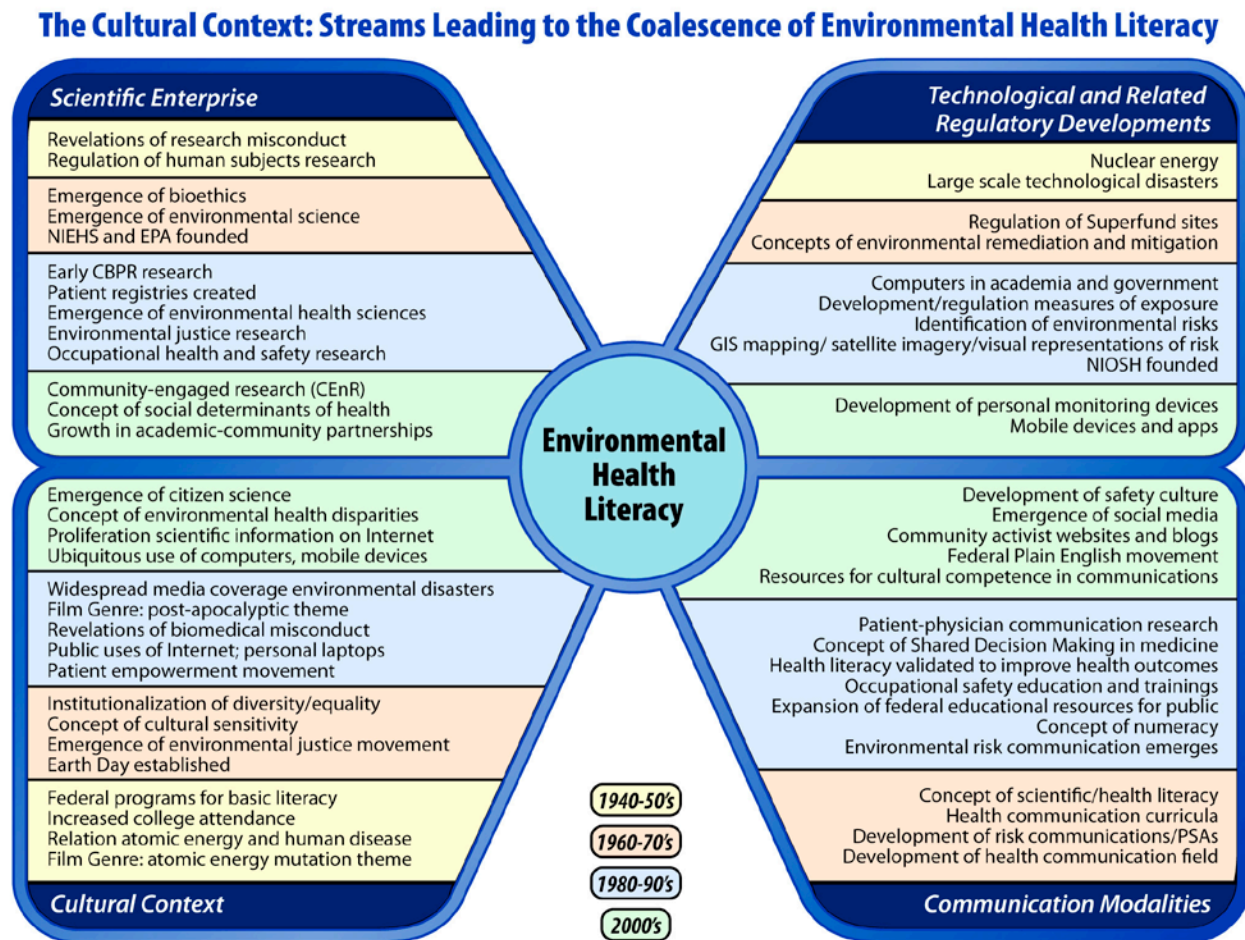 The Cultural Context: Streams Leading to the Coalescence of Environmental Health Literacy
Scientific Enterprise
Revelations of research misconduct
Regulation of human subjects research
Emergence of bioethics
Emergence of environmental science
NIEHS and EPA founded
Early CBPR research
Patient registries created
Emergence of environmental health sciences
Environmental justice research
Occupational health and safety research
Community-engaged research (CEnR)
Concept of social determinants of health
Growth in academic-community partnerships
Technological and Related
Regulatory Developments
Nuclear energy
Large scale technological disasters
Regulation of Superfund sites
Concepts of environmental remediation and mitigation
Computers in academia and government
Development/regulation measures of exposure
Identification of environmental risks
GIS mapping/ satellite imagery/visual representations of risk
NIOSH founded
Development of personal monitoring devices
Mobile devices and apps
Environmental
Health
Literacy
Emergence of citizen science
Concept of environmental health disparities
Proliferation scientific information on Internet
Ubiquitous use of computers, mobile devices
Widespread media coverage environmental disasters
Film Genre: post-apocalyptic theme
Revelations of biomedical misconduct
Public uses of Internet; personal laptops
Patient empowerment movement
Institutionalization of diversity/equality
Concept of cultural sensitivity
Emergence of environmental justice movement
Earth Day established
Federal programs for basic literacy
Increased college attendance
Relation atomic energy and human disease
Film Genre: atomic energy mutation theme
Cultural Context
Development of safety culture
Emergence of social media
Community activist websites and blogs
Federal Plain English movement
Resources for cultural competence in communications
Patient-physician communication research
Concept of Shared Decision Making in medicine
Health literacy validated to improve health outcomes
Occupational safety education and trainings
Expansion of federal educational resources for public
Concept of numeracy
Environmental risk communication emerges
Concept of scientific/health literacy
Health communication curricula
Development of risk communications/PSAs
Development of health communication field
Communication Modalities
1940-50's
1960-70's
1980-90's
2000's